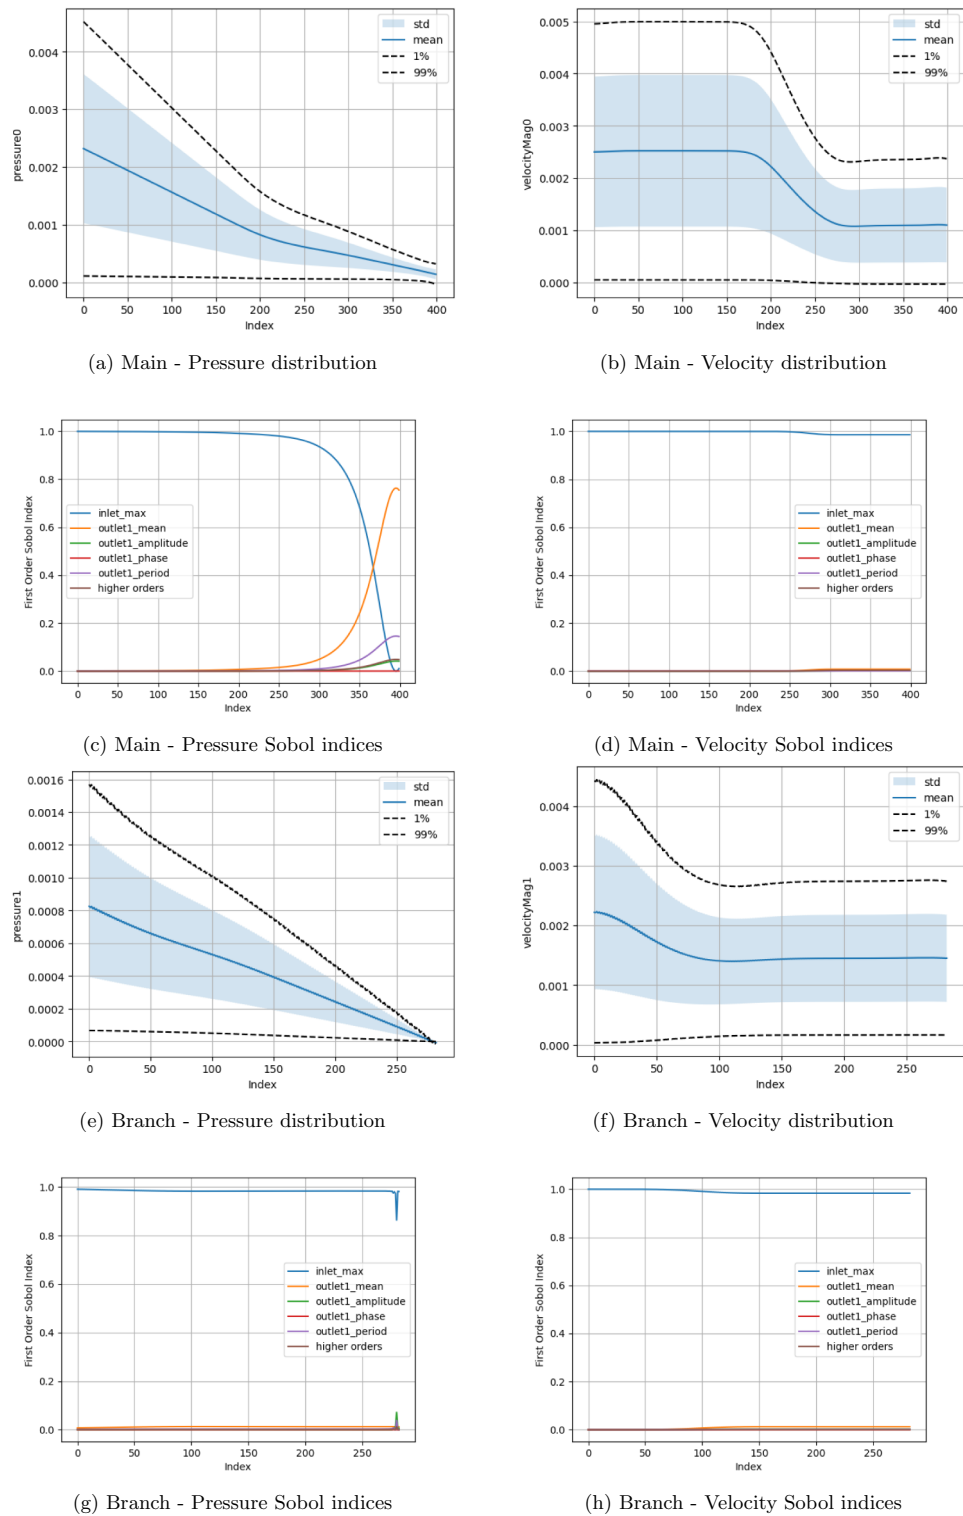 std
mean
1%
99%
0.004
0.003
0.002
0.001
0.000
pressure0
0 50 100 150 200 250 300 350 400
Index
(a) Main - Pressure distribution
std
mean
1%
99%
0.005
0.004
0.003
0.002
0.001
0.000
velocityMag0
0 50 100 150 200 250 300 350 400
Index
(b) Main - Velocity distribution
1.0
0.8
0.6
0.4
0.2
0.0
First Order Sobol Index
inlet_max
outlet1_mean
outlet1_amplitude
outlet1_phase
outlet1_period
higher orders
0 50 100 150 200 250 300 350 400
Index
(c) Main - Pressure Sobol indices
1.0
0.8
0.6
0.4
0.2
0.0
First Order Sobol Index
inlet_max
outlet1_mean
outlet1_amplitude
outlet1_phase
outlet1_period
higher orders
0 50 100 150 200 250 300 350 400
Index
(d) Main - Velocity Sobol indices
std
mean
1%
99%
0.0016
0.0014
0.0012
0.0010
0.0008
0.0006
0.0004
0.0002
0.0000
pressure1
0 50 100 150 200 250
Index
(e) Branch - Pressure distribution
std
mean
1%
99%
0.004
0.003
0.002
0.001
0.000
velocityMag1
0 50 100 150 200 250
Index
(f) Branch - Velocity distribution
1.0
0.8
0.6
0.4
0.2
0.0
First Order Sobol Index
inlet_max
outlet1_mean
outlet1_amplitude
outlet1_phase
outlet1_period
higher orders
0 50 100 150 200 250
Index
(g) Branch - Pressure Sobol indices
1.0
0.8
0.6
0.4
0.2
0.0
First Order Sobol Index
inlet_max
outlet1_mean
outlet1_amplitude
outlet1_phase
outlet1_period
higher orders
0 50 100 150 200 250
Index
(h) Branch - Velocity Sobol indices